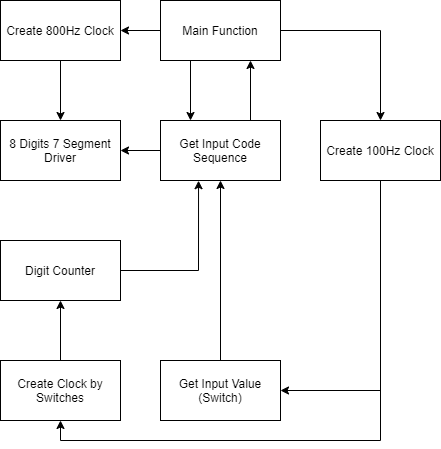 Create 800Hz Clock
Main Function
8 Digits 7 Segment
Driver
Get Input Code
Sequence
Create 100Hz Clock
Digit Counter
Create Clock by
Switches
Get Input Value
(Switch)